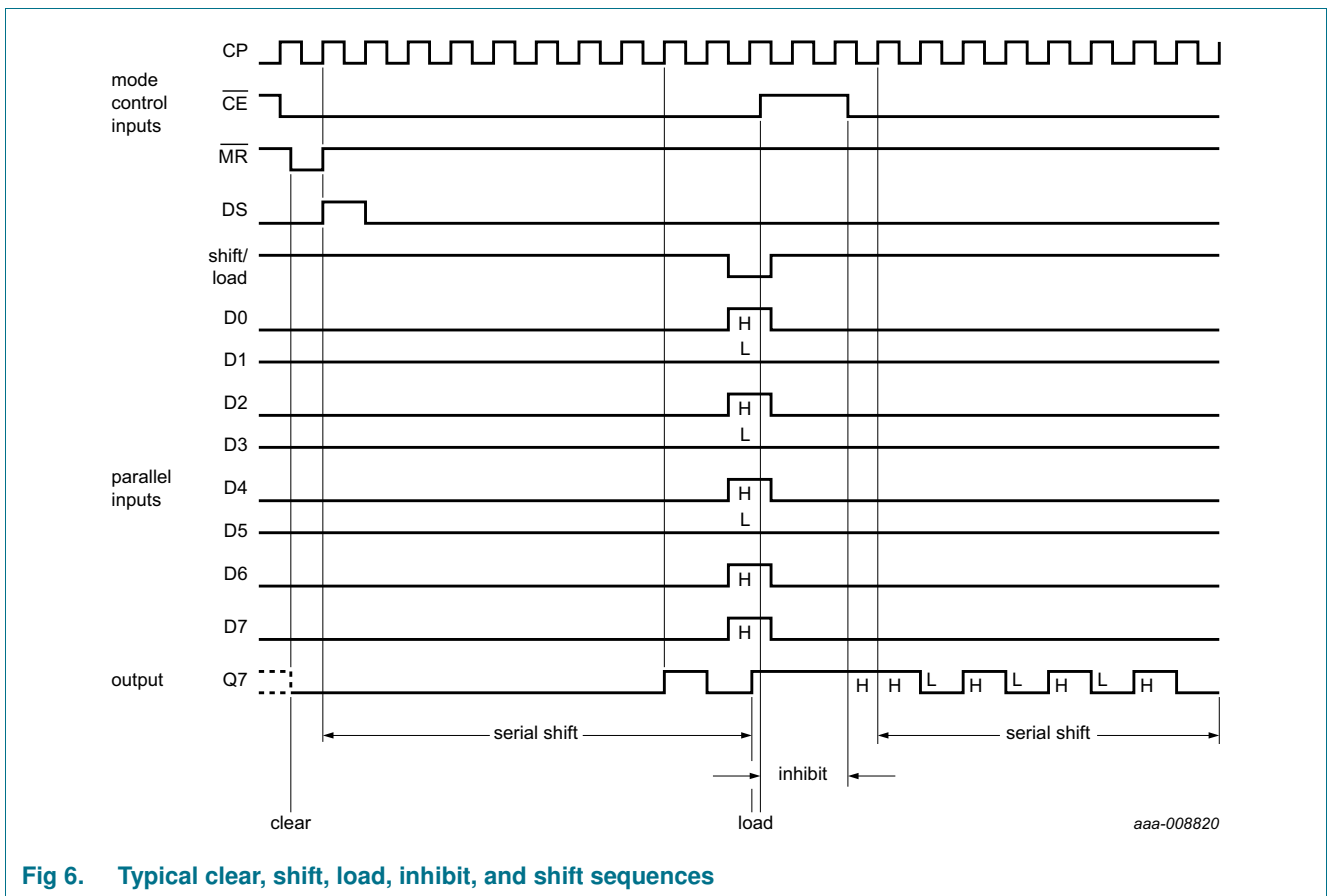 CP
mode
control
inputs
CE
MR
DS
shift/
load
D0
H
D1
L
D2
H
D3
L
parallel
inputs
D4
H
D5
L
D6
H
D7
H
output
Q7
H H L H L H L H
serial shift
serial shift
inhibit
clear
load
aaa-008820
Fig 6. Typical clear, shift, load, inhibit, and shift sequences